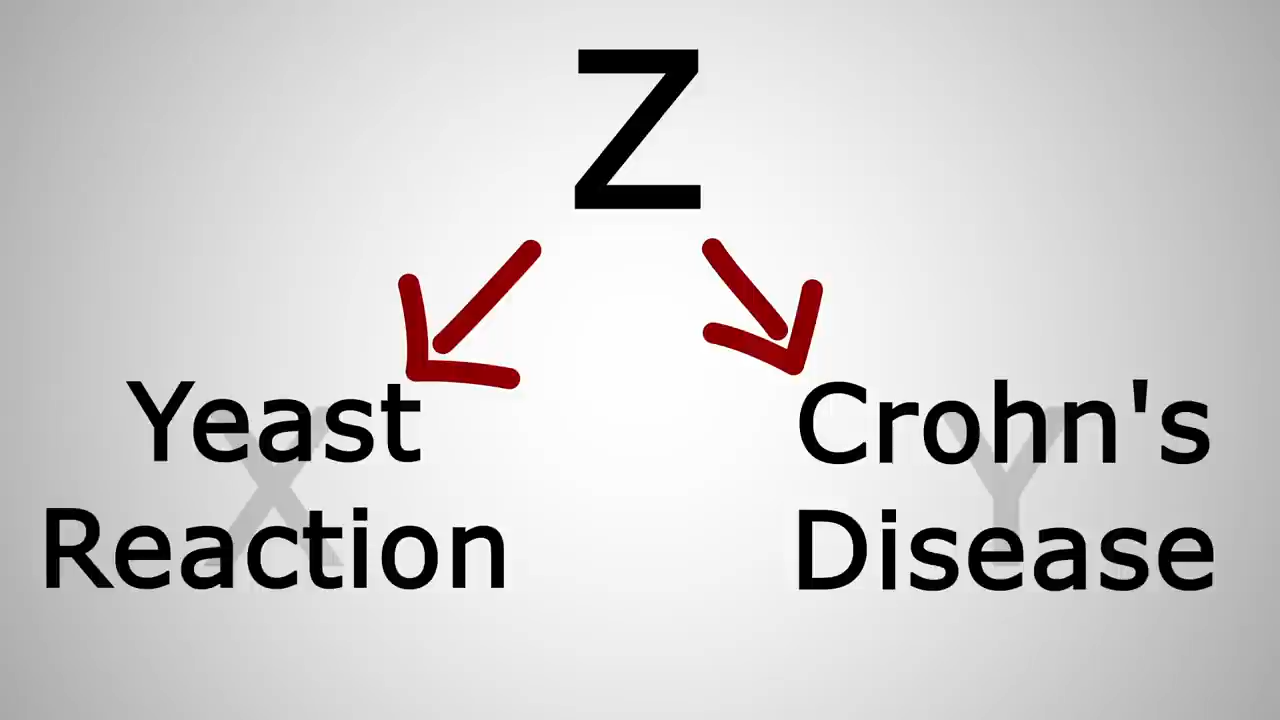 Z
Yeast
Reaction
X
Crohn's
Disease
Y